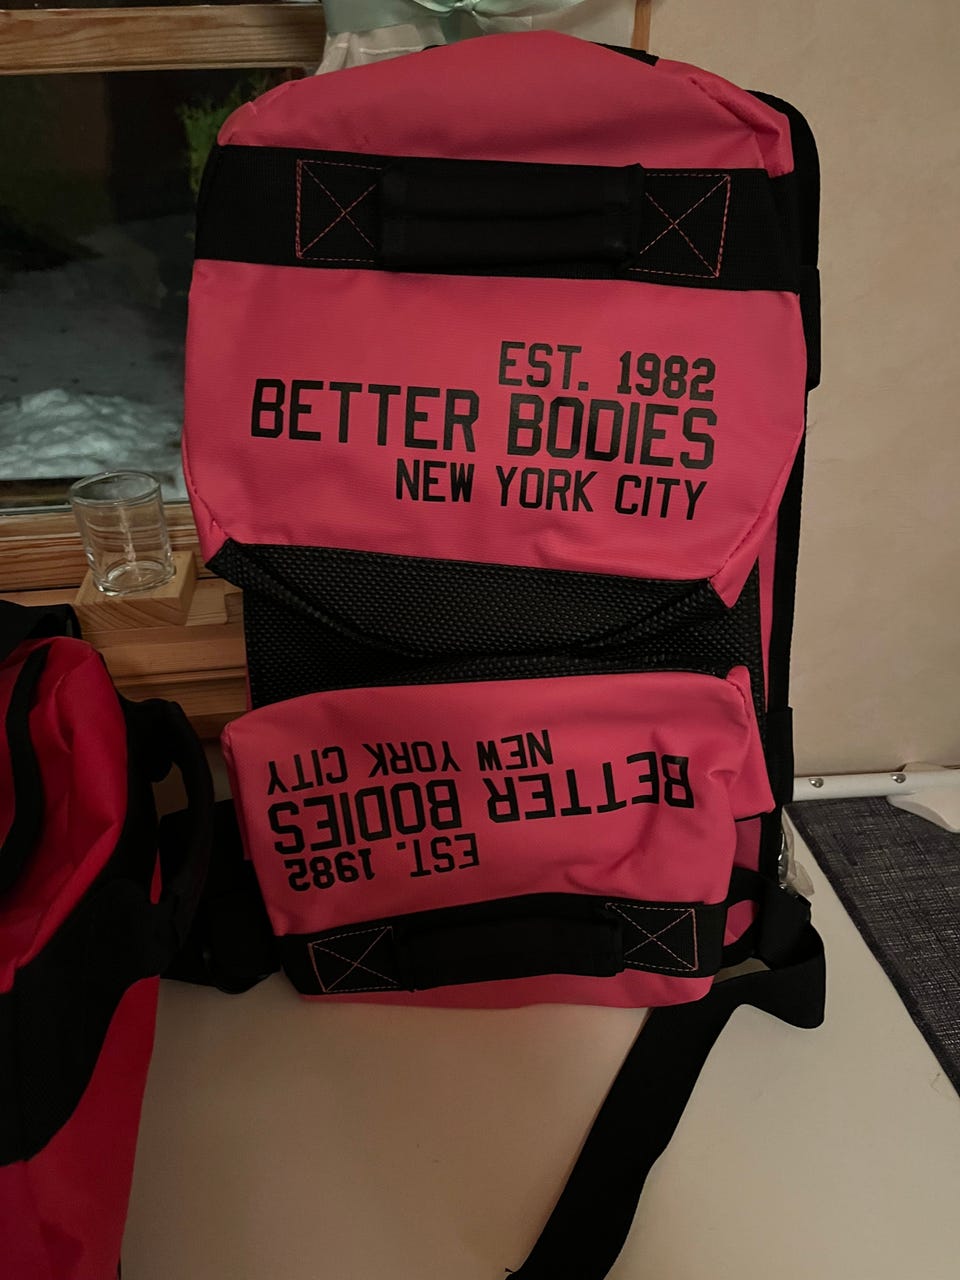 EST. 1982
BETTER BODIES
NEW YORK CITY
EST. 1982
BETTER BODIES
NEW YORK CITY